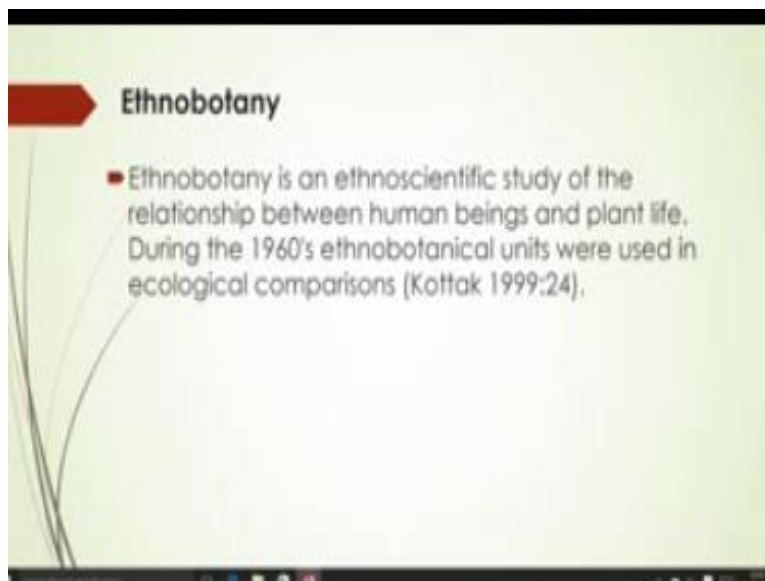 Ethnobotany
Ethnobotany is an ethnoscientific study of the
relationship between human beings and plant life.
During the 1960's ethnobotanical units were used in
ecological comparisons (Kottak 1999:24).